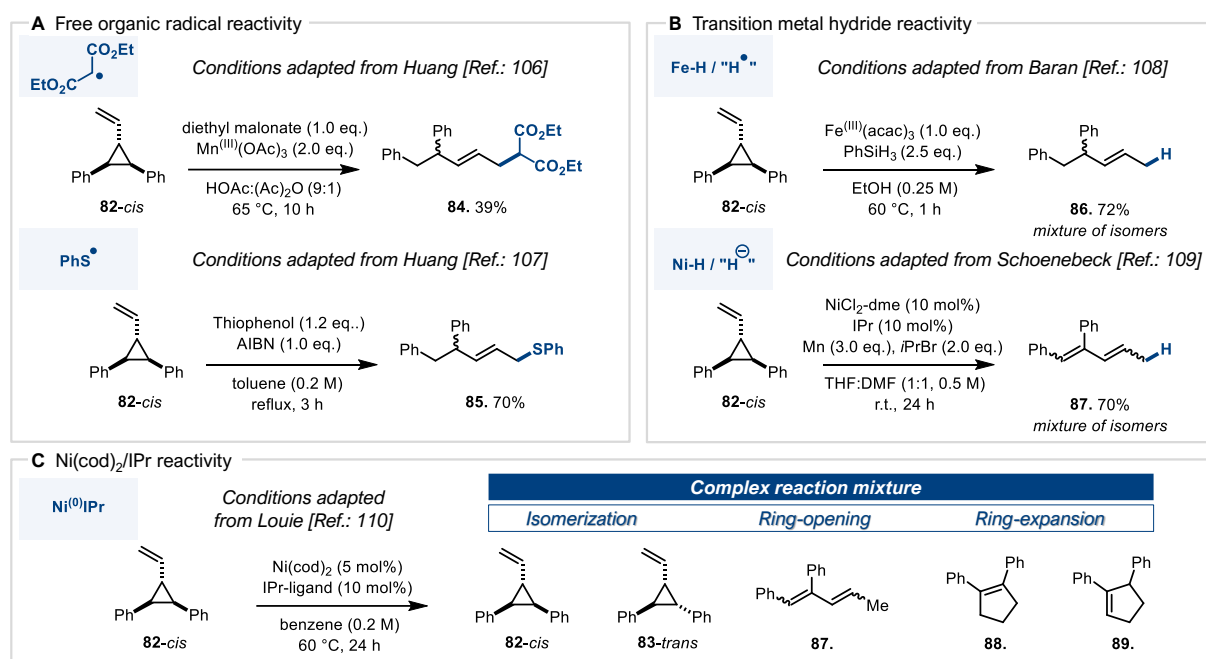 A Free organic radical reactivity
CO₂Et
EtO₂C
Conditions adapted from Huang [Ref.: 106]
diethyl malonate (1.0 eq.)
Mn(III)(OAc)₃ (2.0 eq.)
HOAc:(Ac)₂O (9:1)
65 °C, 10 h
Ph
Ph
82-cis
Ph
Ph
CO₂Et
CO₂Et
84. 39%
PhS•
Conditions adapted from Huang [Ref.: 107]
Thiophenol (1.2 eq..)
AIBN (1.0 eq.)
toluene (0.2 M)
reflux, 3 h
Ph
Ph
82-cis
Ph
Ph
SPh
85. 70%
B Transition metal hydride reactivity
Fe-H / "H•"
Conditions adapted from Baran [Ref.: 108]
Fe(III)(acac)₃ (1.0 eq.)
PhSiH₃ (2.5 eq.)
EtOH (0.25 M)
60 °C, 1 h
Ph
Ph
82-cis
Ph
Ph
H
86. 72%
mixture of isomers
Ni-H / "H⊖"
Conditions adapted from Schoenebeck [Ref.: 109]
NiCl₂-dme (10 mol%)
IPr (10 mol%)
Mn (3.0 eq.), iPrBr (2.0 eq.)
THF:DMF (1:1, 0.5 M)
r.t., 24 h
Ph
Ph
82-cis
Ph
Ph
H
87. 70%
mixture of isomers
C Ni(cod)₂/IPr reactivity
Ni(0)IPr
Conditions adapted
from Louie [Ref.: 110]
Ni(cod)₂ (5 mol%)
IPr-ligand (10 mol%)
benzene (0.2 M)
60 °C, 24 h
Ph
Ph
82-cis
Complex reaction mixture
Isomerization
Ring-opening
Ring-expansion
Ph
Ph
82-cis
Ph
Ph
83-trans
Ph
Ph
Me
87.
Ph
Ph
88.
Ph
Ph
89.